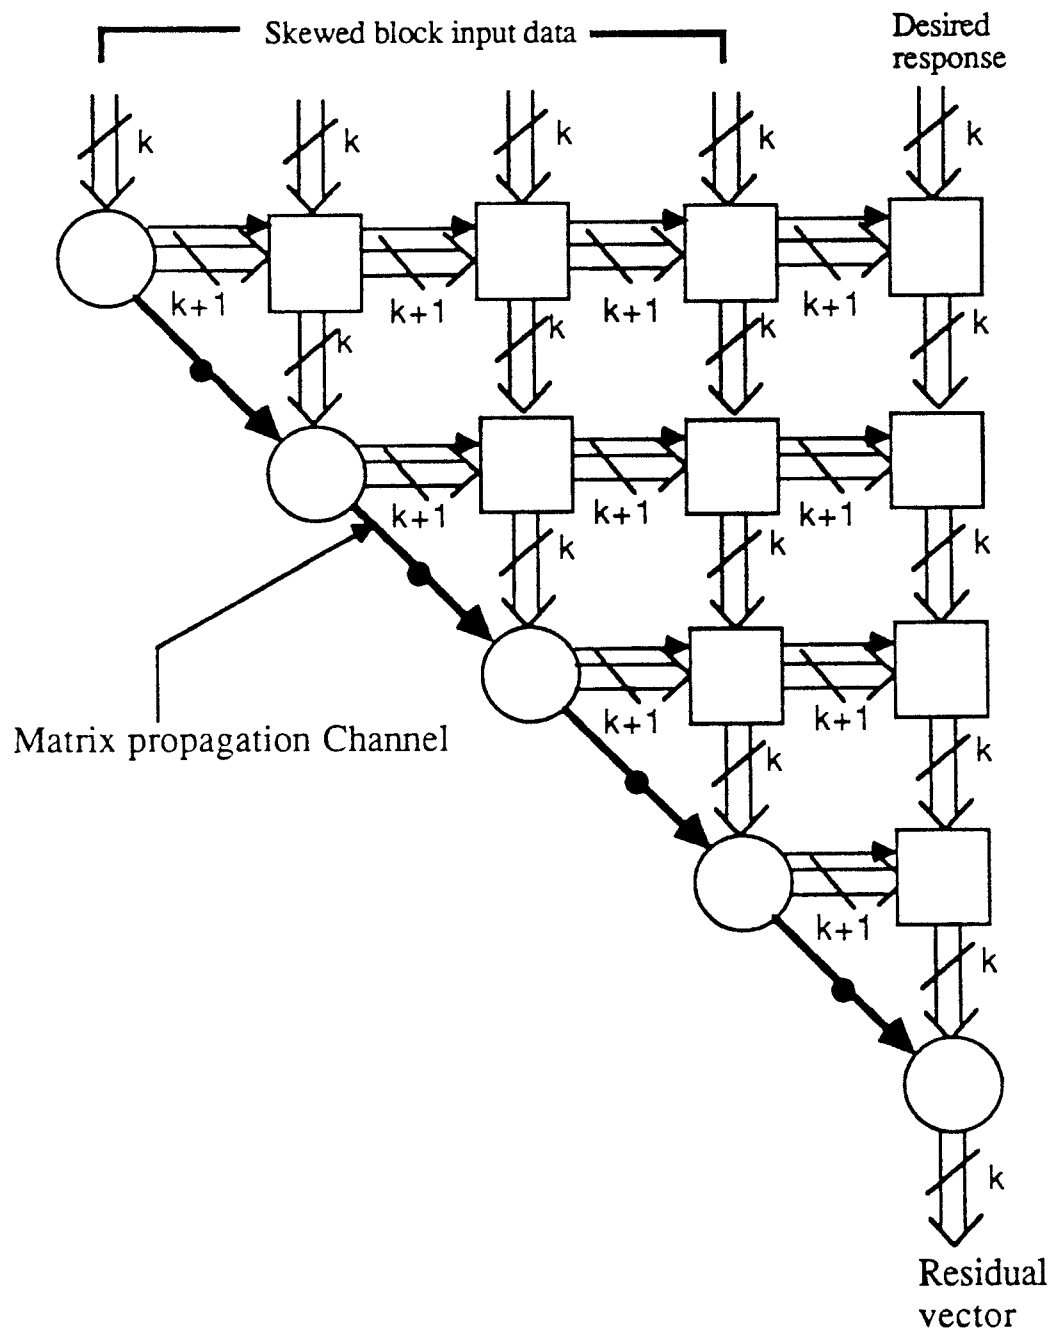 Skewed block input data
Desired
response
k
k
k
k
k
k+1
k+1
k+1
k+1
k
k
k
k
k+1
k+1
k+1
k
k
k
k+1
k+1
Matrix propagation Channel
k
k
k+1
k
k
Residual
vector